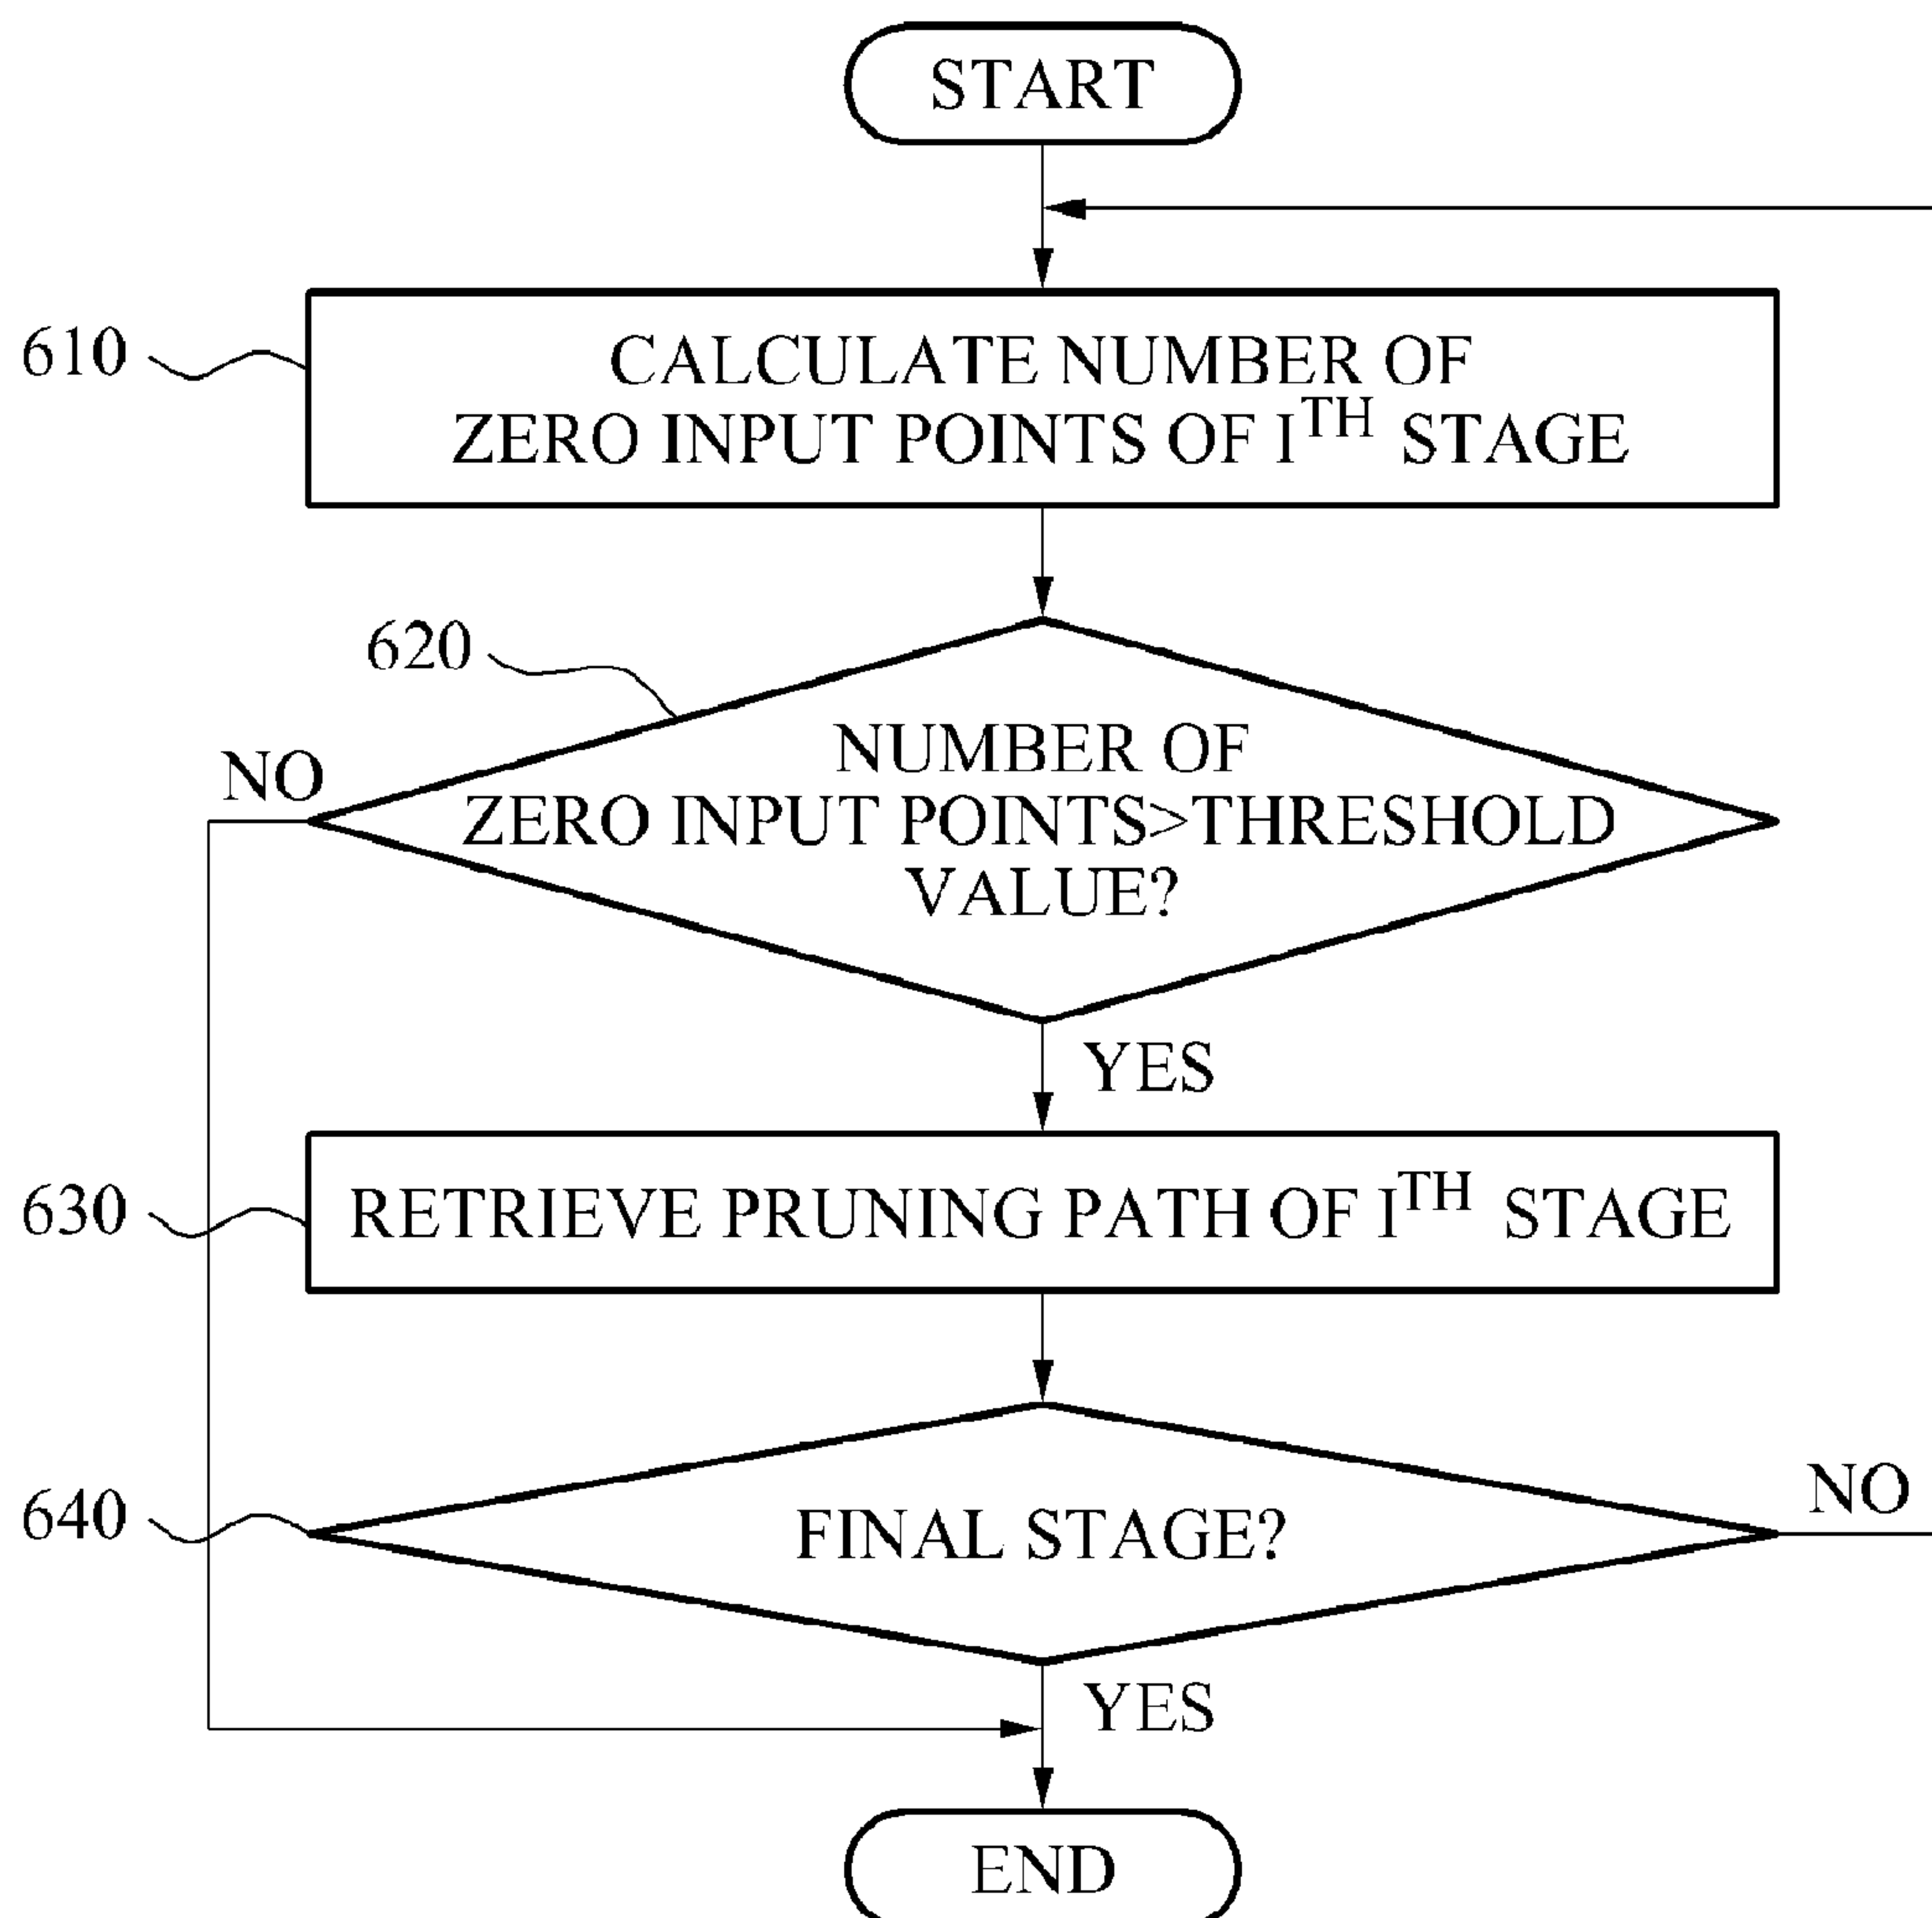 START
610
CALCULATE NUMBER OF
ZERO INPUT POINTS OF I^TH STAGE
620
NO
NUMBER OF
ZERO INPUT POINTS>THRESHOLD
VALUE?
YES
630
RETRIEVE PRUNING PATH OF I^TH STAGE
640
FINAL STAGE?
NO
YES
END